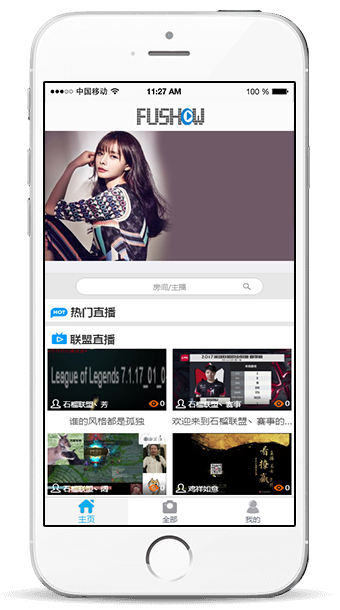 中国移动
11:27 AM
100 %
FUSHOW
房间/主播
HOT 热门直播
联盟直播
League of Legends 7.1.17_01_0
石榴联盟丶芳 0
石榴联盟丶赛事 0
谁的风格都是孤独
欢迎来到石榴联盟丶赛事的...
石榴联盟丶阔
鸡祥如意 0
主页
全部
我的